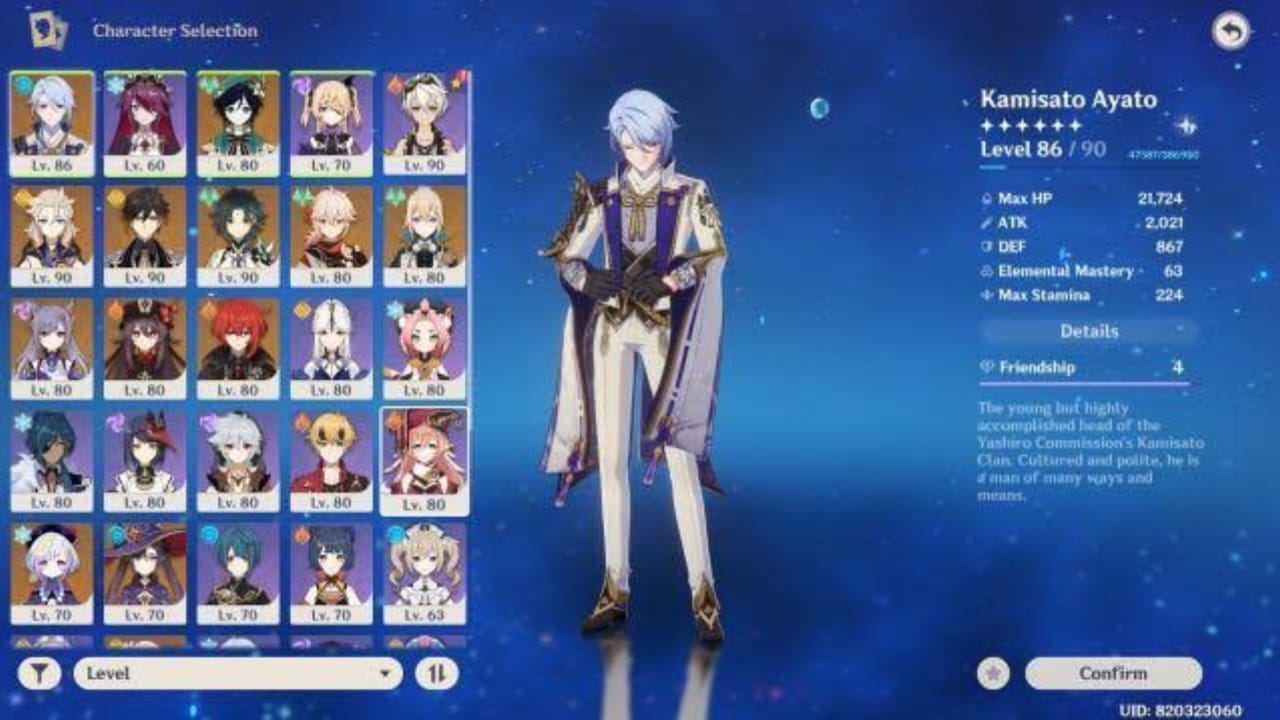 Character Selection
Lv. 86
Lv. 60
Lv. 80
Lv. 70
Lv. 90
Lv. 90
Lv. 90
Lv. 90
Lv. 80
Lv. 80
Lv. 80
Lv. 80
Lv. 80
Lv. 80
Lv. 80
Lv. 80
Lv. 80
Lv. 80
Lv. 80
Lv. 80
Lv. 70
Lv. 70
Lv. 70
Lv. 70
Lv. 63
Level
Kamisato Ayato
Level 86 / 90
Max HP 21,724
ATK 2,021
DEF 867
Elemental Mastery 63
Max Stamina 224
Details
Friendship 4
The young but highly
accomplished head of the
Yashiro Commission's Kamisato
Clan. Cultured and polite, he is
a man of many ways and
means.
Confirm
UID: 820323060